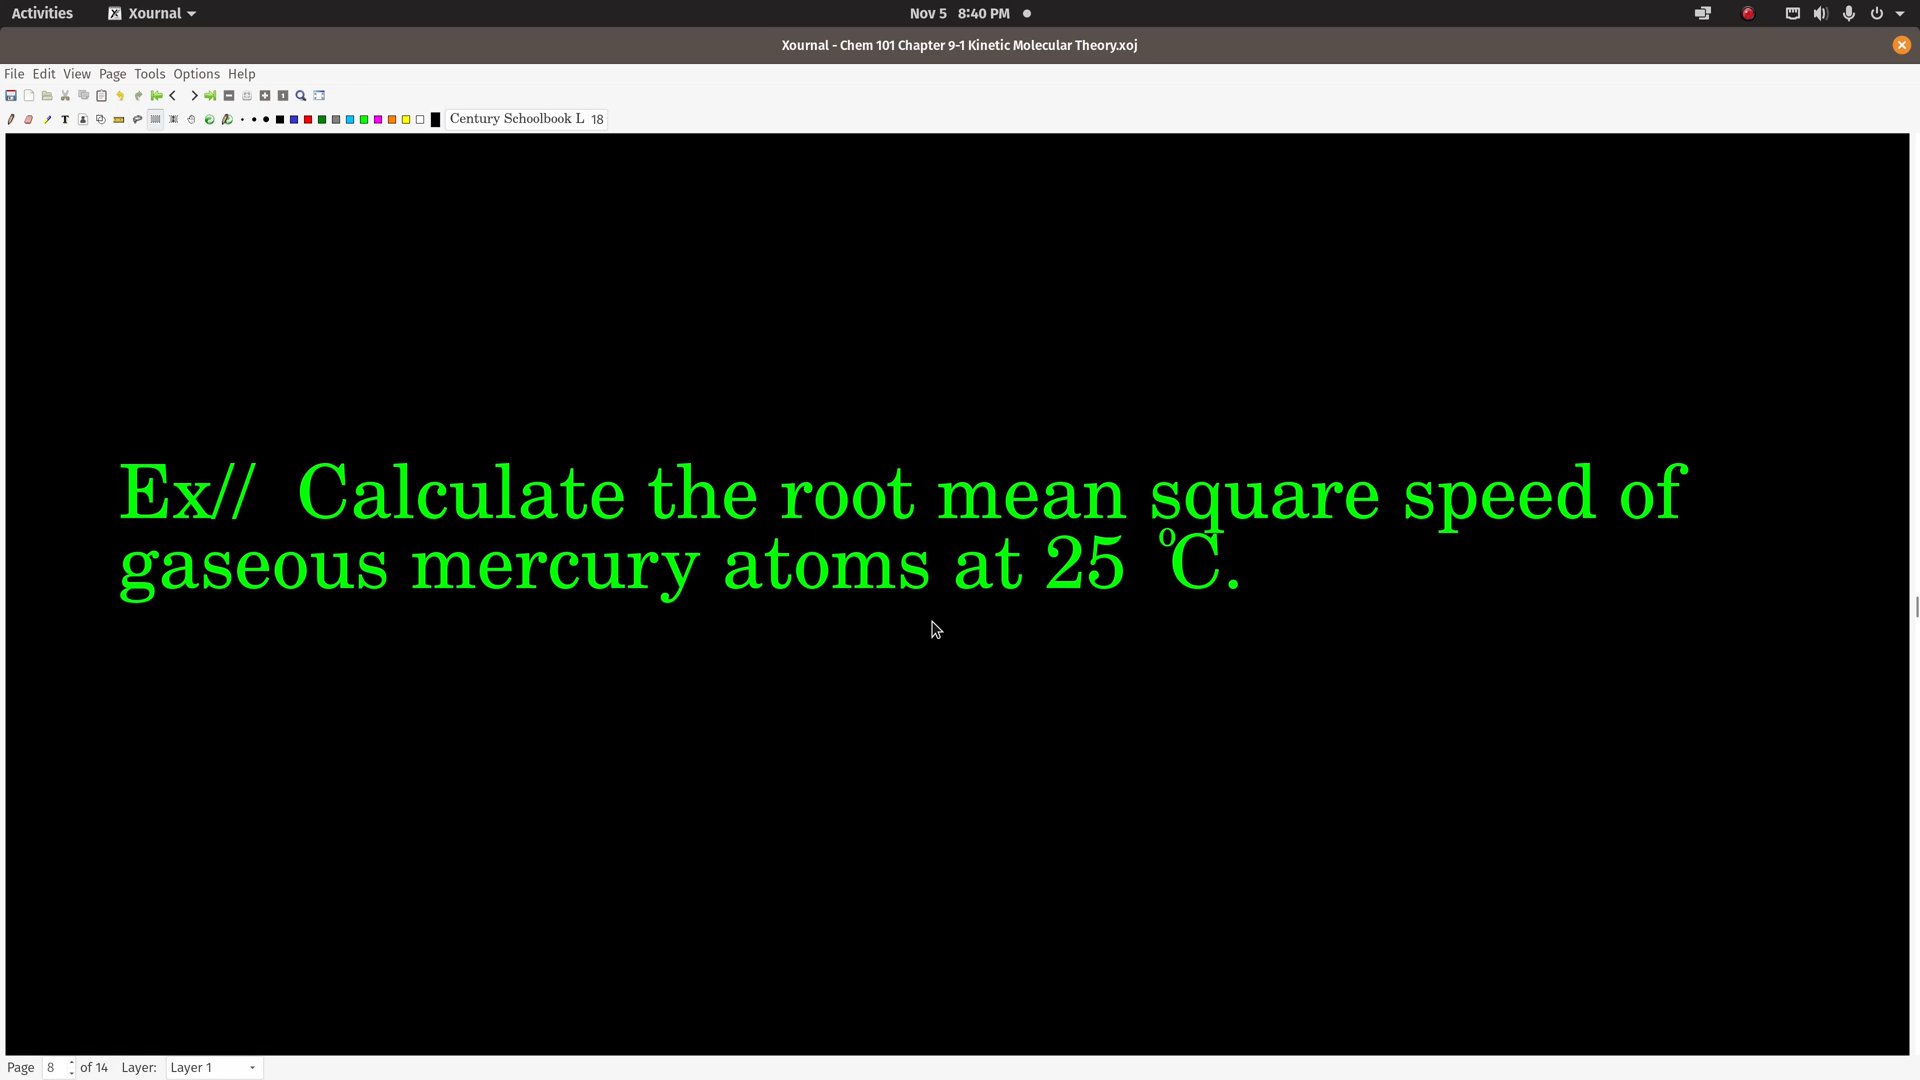 Activities Xournal Nov 5 8:40 PM
Xournal - Chem 101 Chapter 9-1 Kinetic Molecular Theory.xoj
File Edit View Page Tools Options Help
Century Schoolbook L 18
Ex// Calculate the root mean square speed of
gaseous mercury atoms at 25 °C.
Page 8 of 14 Layer: Layer 1